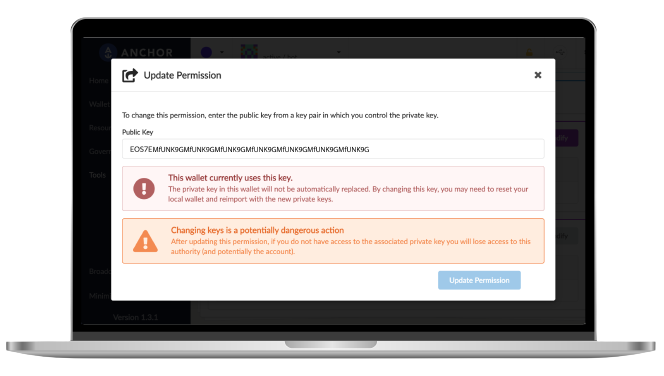 ANCHOR
Home
Wallet
Tools
Update Permission
To change this permission, enter the public key from a key pair in which you control the private key.
Public Key
EOS7EMfUNK9GMfUNK9GMfUNK9GMfUNK9GMfUNK9GMfUNK9GMfUNK9G
This wallet currently uses this key.
The private key in this wallet will not be automatically replaced. By changing this key, you may need to reset your
local wallet and reimport with the new private keys.
Changing keys is a potentially dangerous action
After updating this permission, if you do not have access to the associated private key you will lose access to this
authority (and potentially the account).
Update Permission
Version 1.3.1